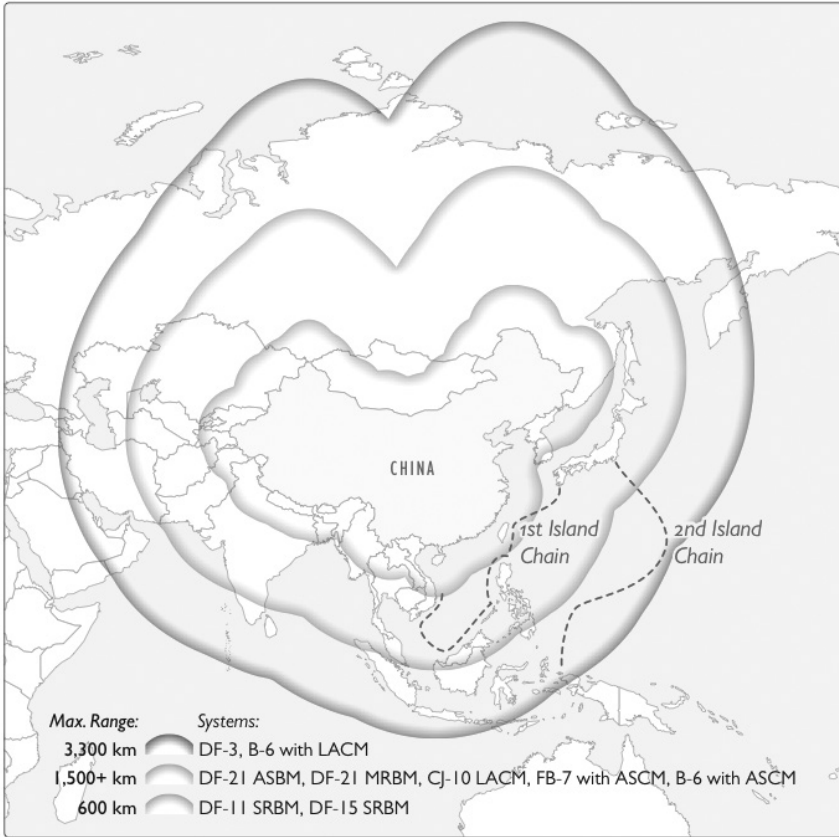 CHINA
1st Island
Chain
2nd Island
Chain
Max. Range: Systems:
3,300 km DF-3, B-6 with LACM
1,500+ km DF-21 ASBM, DF-21 MRBM, CJ-10 LACM, FB-7 with ASCM, B-6 with ASCM
600 km DF-11 SRBM, DF-15 SRBM